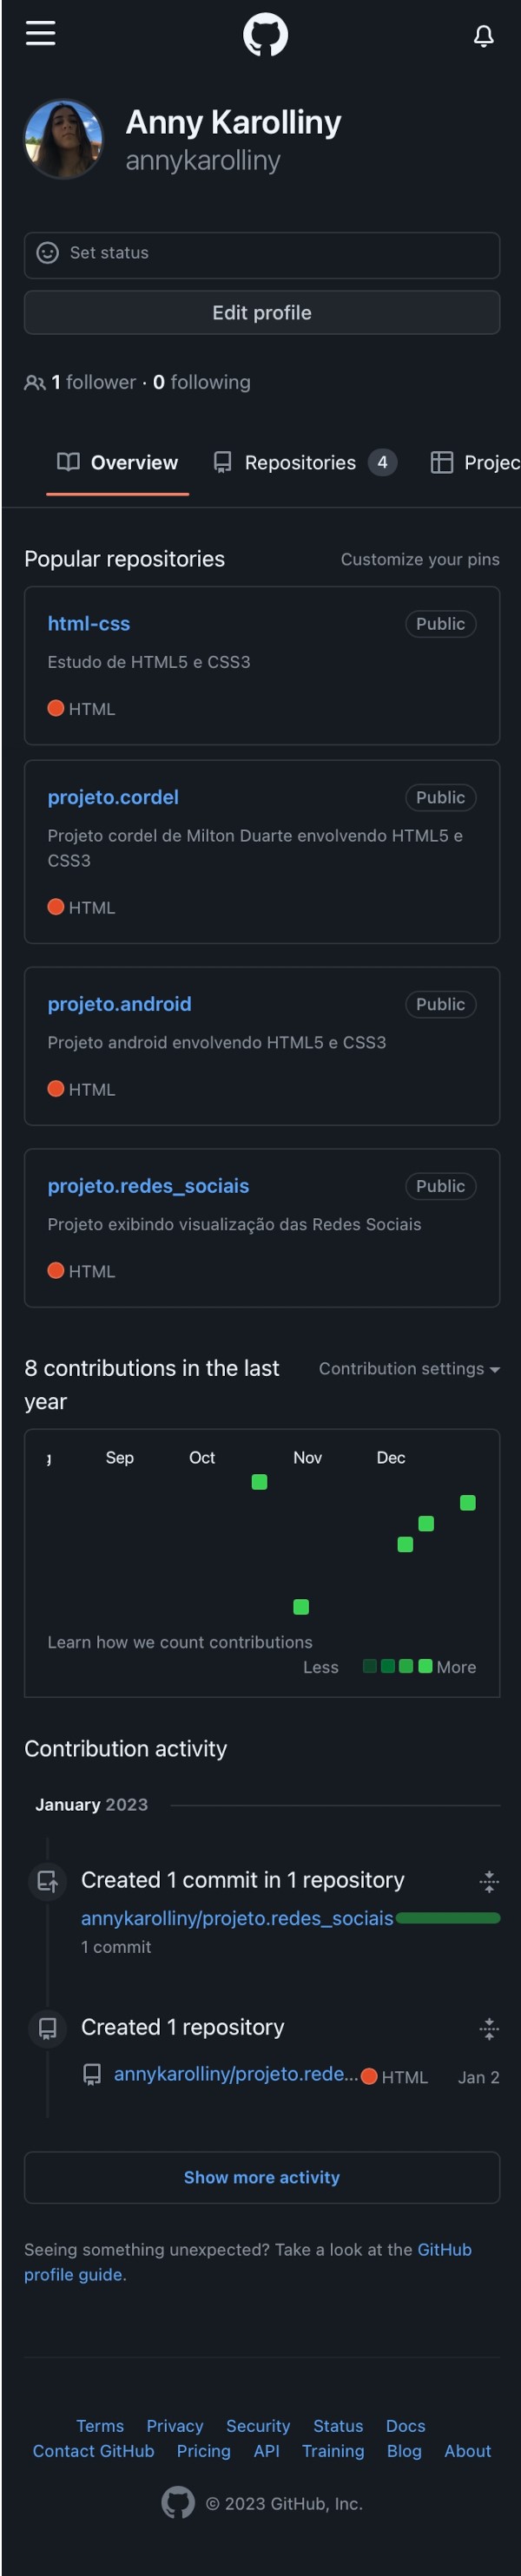 Anny Karolliny
annykarolliny
Set status
Edit profile
1 follower · 0 following
Overview Repositories 4 Projec
Popular repositories Customize your pins
html-css Public
Estudo de HTML5 e CSS3
HTML
projeto.cordel Public
Projeto cordel de Milton Duarte envolvendo HTML5 e
CSS3
HTML
projeto.android Public
Projeto android envolvendo HTML5 e CSS3
HTML
projeto.redes_sociais Public
Projeto exibindo visualização das Redes Sociais
HTML
8 contributions in the last Contribution settings
year
Sep Oct Nov Dec
Learn how we count contributions
Less More
Contribution activity
January 2023
Created 1 commit in 1 repository
annykarolliny/projeto.redes_sociais
1 commit
Created 1 repository
annykarolliny/projeto.rede... HTML Jan 2
Show more activity
Seeing something unexpected? Take a look at the GitHub
profile guide.
Terms Privacy Security Status Docs
Contact GitHub Pricing API Training Blog About
© 2023 GitHub, Inc.